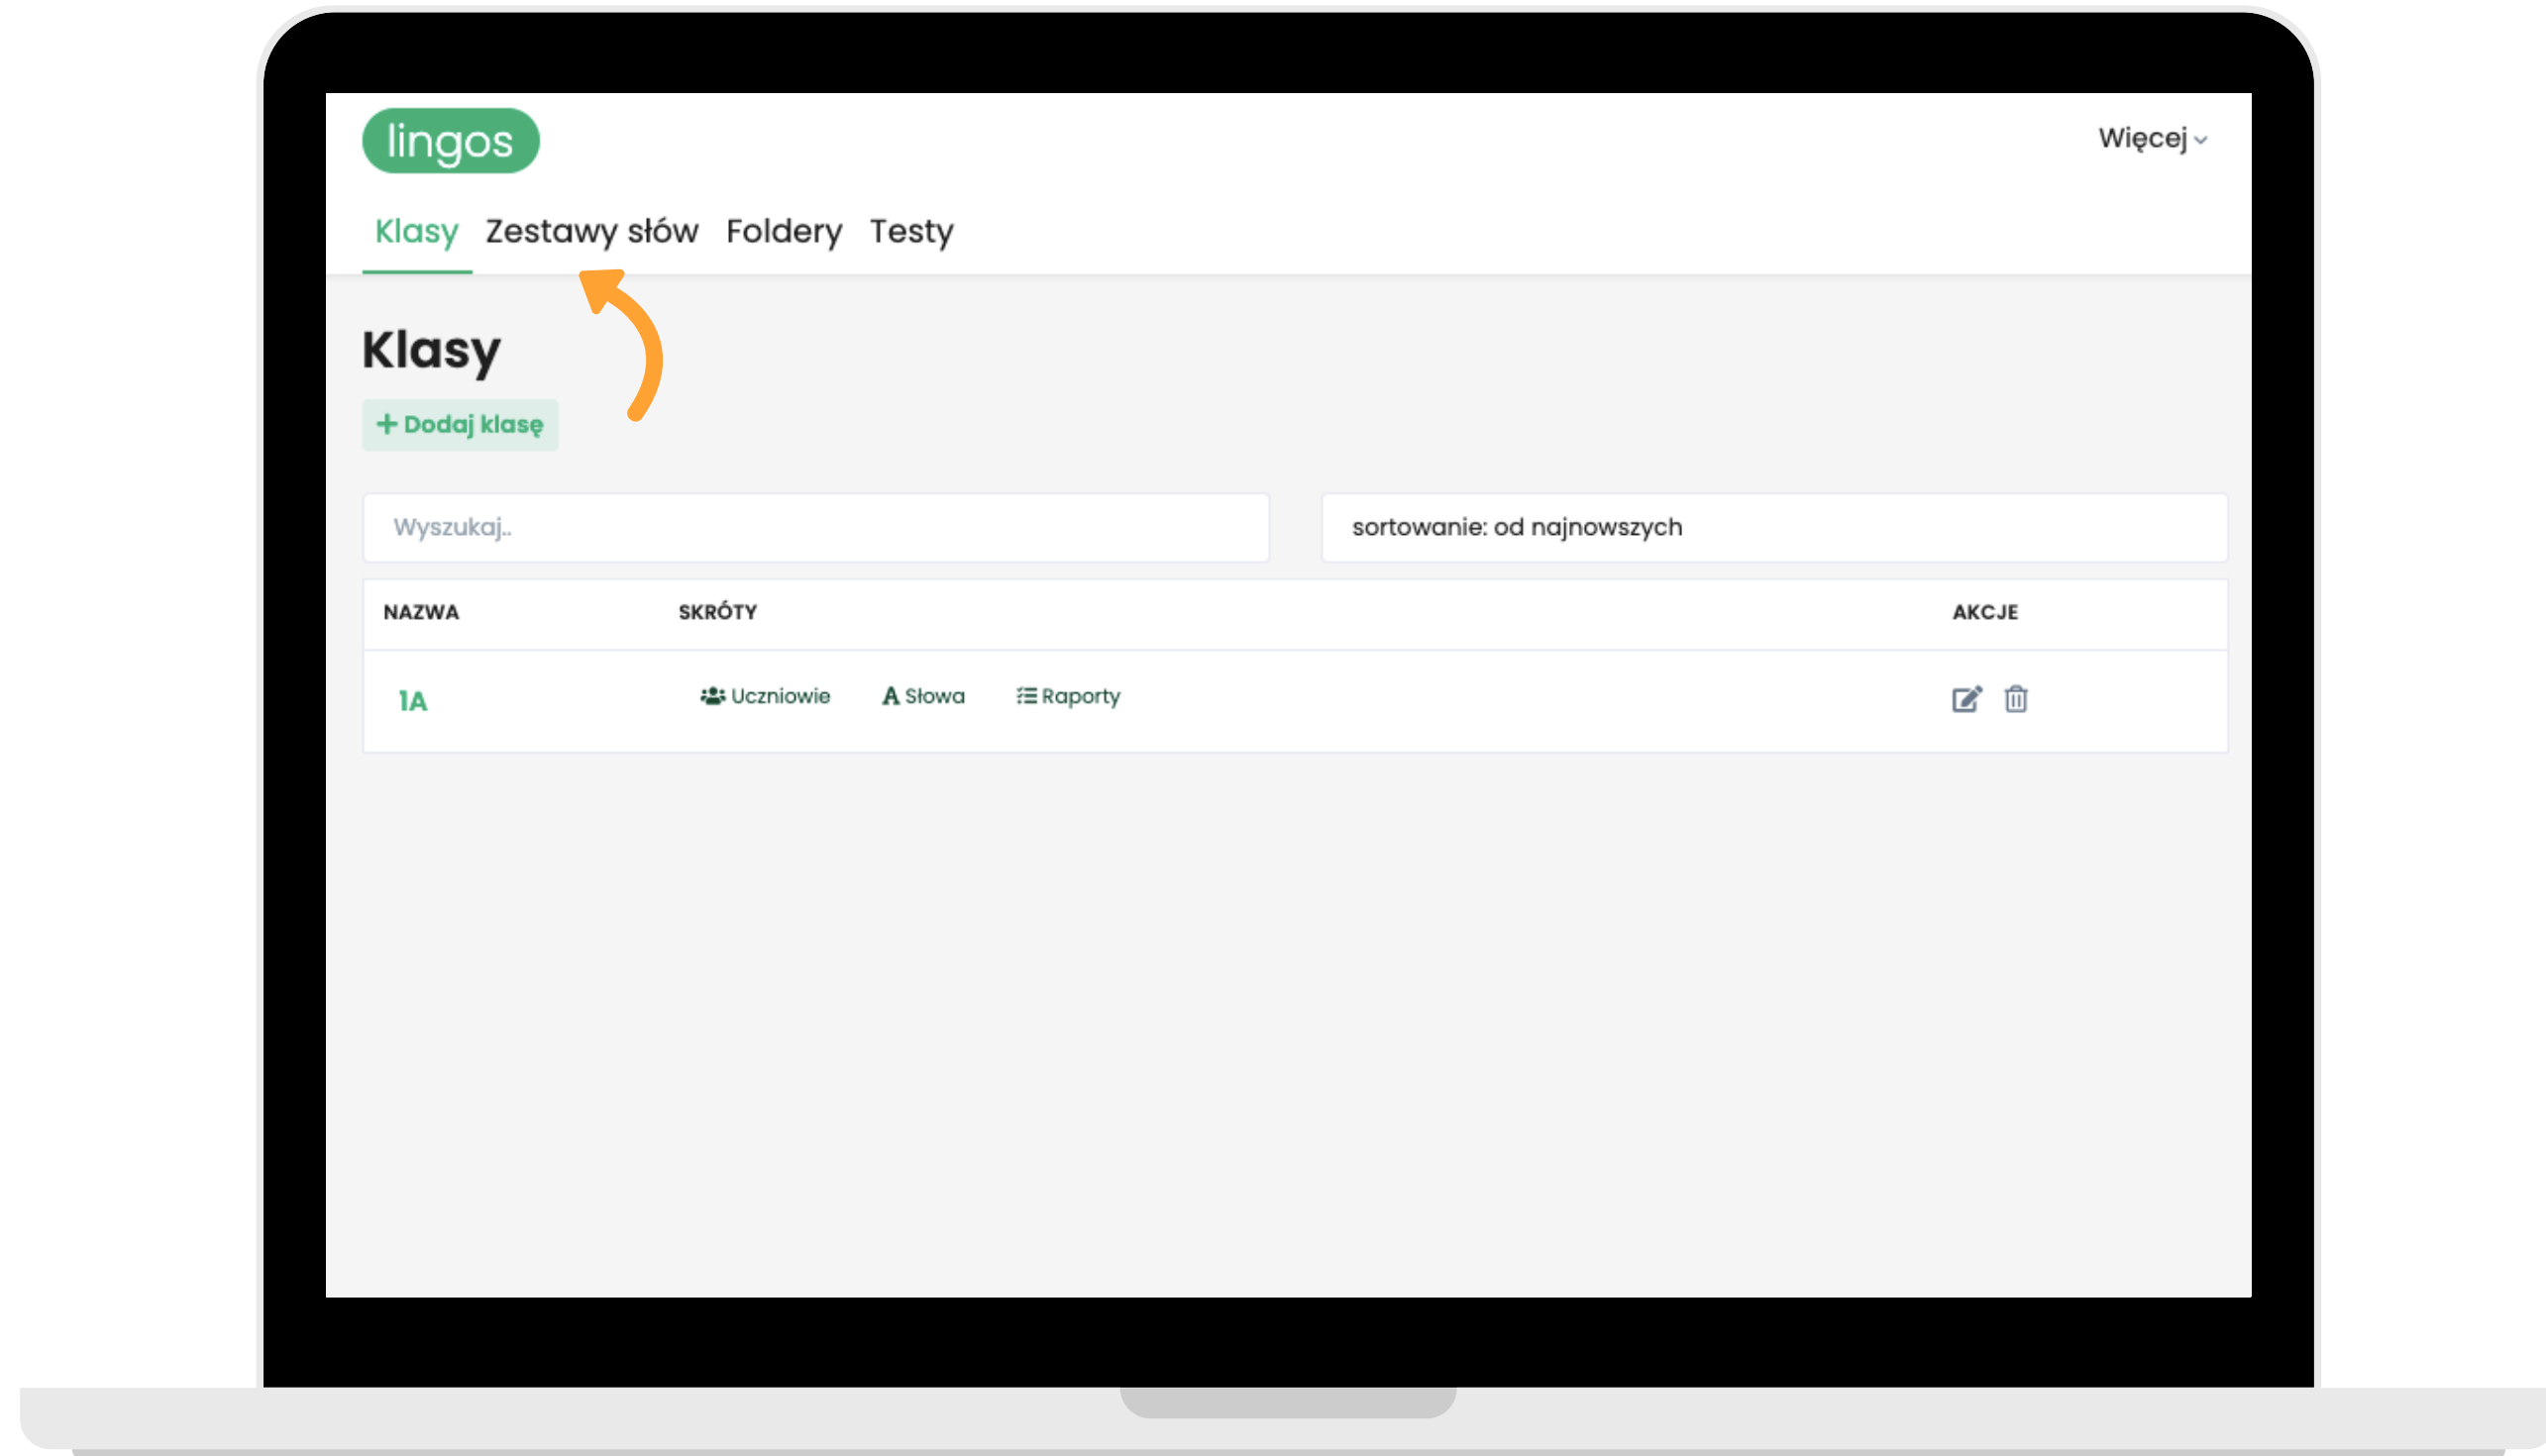 lingos
Więcej
Klasy Zestawy słów Foldery Testy
Klasy
+ Dodaj klasę
Wyszukaj..
sortowanie: od najnowszych
NAZWA SKRÓTY AKCJE
1A Uczniowie A Słowa Raporty